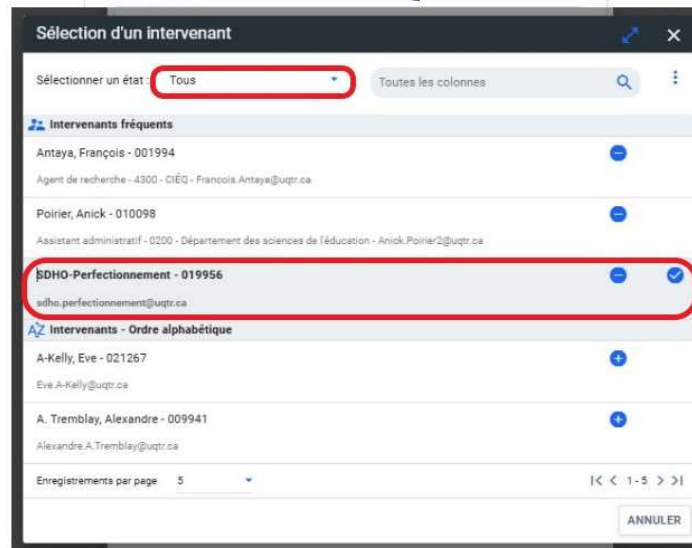 Sélection d'un intervenant
Sélectionner un état : Tous Toutes les colonnes
Intervenants fréquents
Antaya, François - 001994
Agent de recherche - 4300 - CIÉQ - Francois.Antaya@uqtr.ca
Poirier, Anick - 010098
Assistant administratif - 0200 - Département des sciences de l'éducation - Anick.Poirier2@uqtr.ca
SDHO-Perfectionnement - 019956
sdho.perfectionnement@uqtr.ca
AZ Intervenants - Ordre alphabétique
A-Kelly, Eve - 021267
Eve.A-Kelly@uqtr.ca
A. Tremblay, Alexandre - 009941
Alexandre.A.Tremblay@uqtr.ca
Enregistrements par page 5 1 - 5
ANNULER